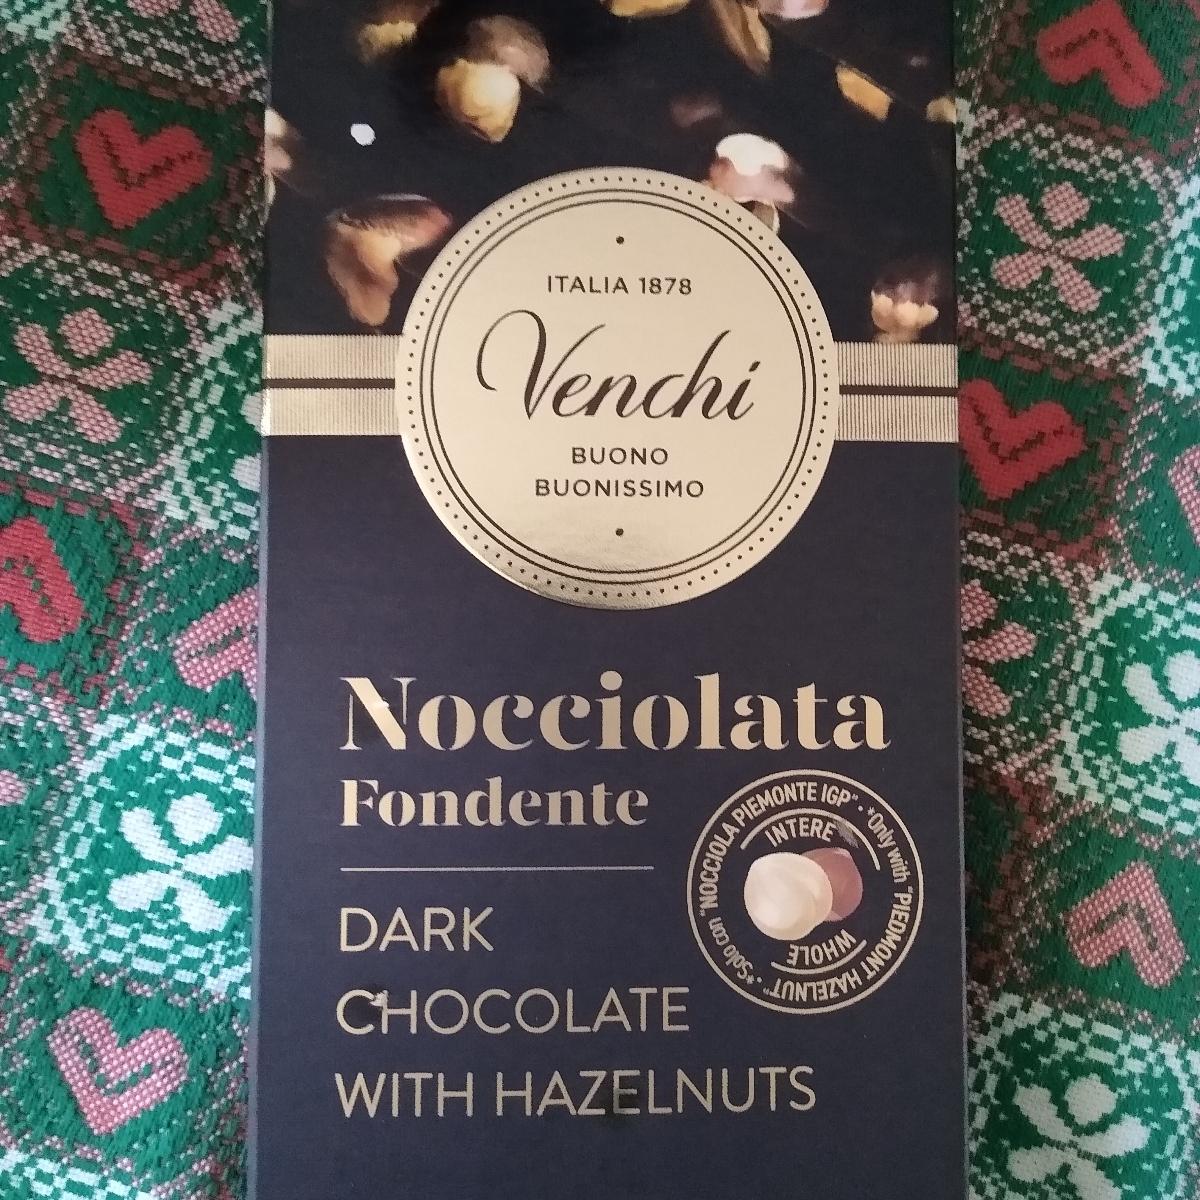 ITALIA 1878
Venchi
BUONO
BUONISSIMO
Nocciolata
Fondente
*Solo con "NOCCIOLA PIEMONTE IGP". *Only with "PIEDMONT HAZELNUT".
INTERE
WHOLE
DARK
CHOCOLATE
WITH HAZELNUTS